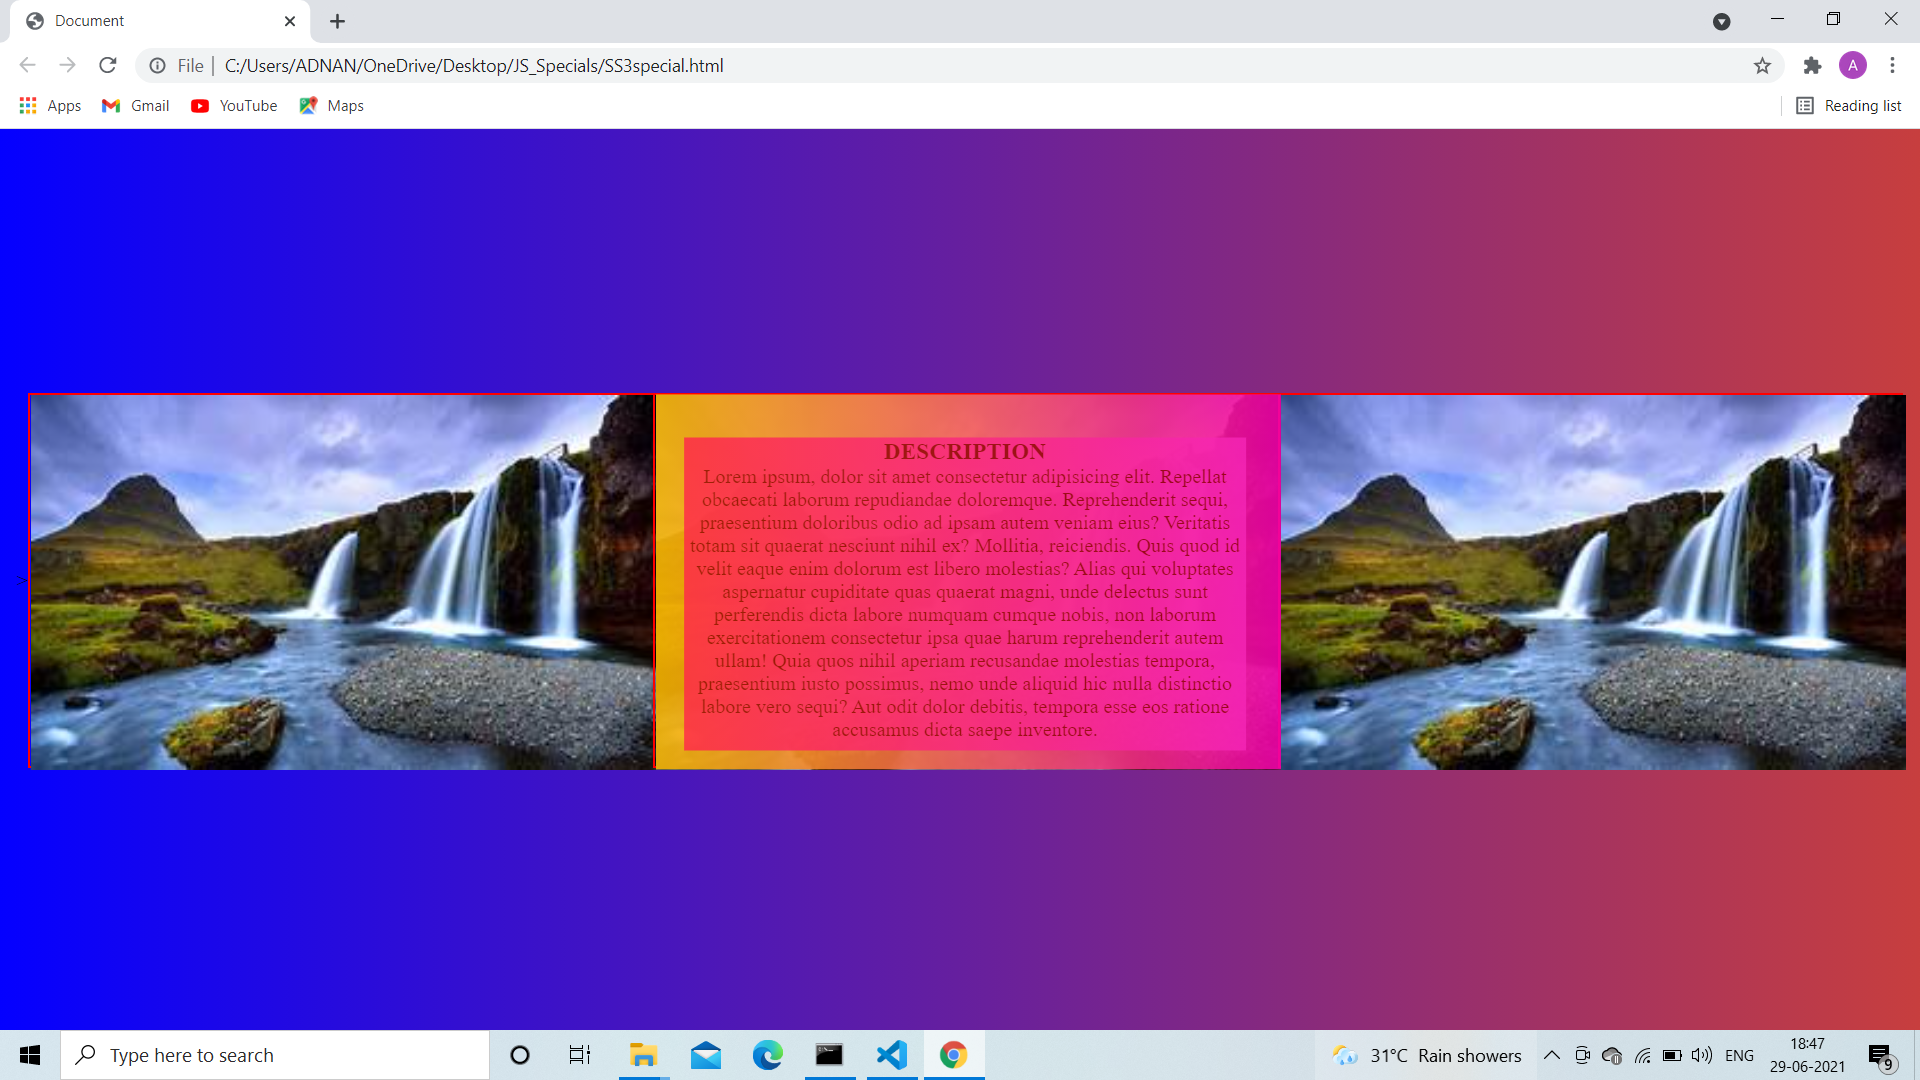 Document
File
C:/Users/ADNAN/OneDrive/Desktop/JS_Specials/SS3special.html
A
Apps
Gmail
YouTube
Maps
Reading list
>
DESCRIPTION
Lorem ipsum, dolor sit amet consectetur adipisicing elit. Repellat
obcaecati laborum repudiandae doloremque. Reprehenderit sequi,
praesentium doloribus odio ad ipsam autem veniam eius? Veritatis
totam sit quaerat nesciunt nihil ex? Mollitia, reiciendis. Quis quod id
velit eaque enim dolorum est libero molestias? Alias qui voluptates
aspernatur cupiditate quas quaerat magni, unde delectus sunt
perferendis dicta labore numquam cumque nobis, non laborum
exercitationem consectetur ipsa quae harum reprehenderit autem
ullam! Quia quos nihil aperiam recusandae molestias tempora,
praesentium iusto possimus, nemo unde aliquid hic nulla distinctio
labore vero sequi? Aut odit dolor debitis, tempora esse eos ratione
accusamus dicta saepe inventore.
Type here to search
31°C Rain showers
ENG
18:47
29-06-2021
9